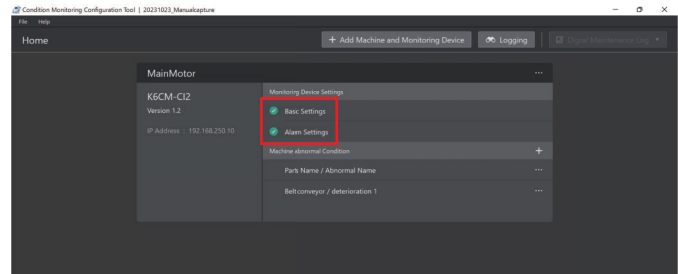 Condition Monitoring Configuration Tool | 20231023_Manualcapture
File Help
Home
+ Add Machine and Monitoring Device
Logging
Digital Maintenance Log
MainMotor
K6CM-CI2
Version 1.2
IP Address : 192.168.250.10
Monitoring Device Settings
Basic Settings
Alarm Settings
Machine abnormal Condition
Parts Name / Abnormal Name
Beltconveyor / deterioration 1